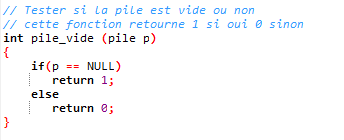 // Tester si la pile est vide ou non
// cette fonction retourne 1 si oui 0 sinon
int pile_vide (pile p)
{
    if(p == NULL)
       return 1;
    else
       return 0;
}